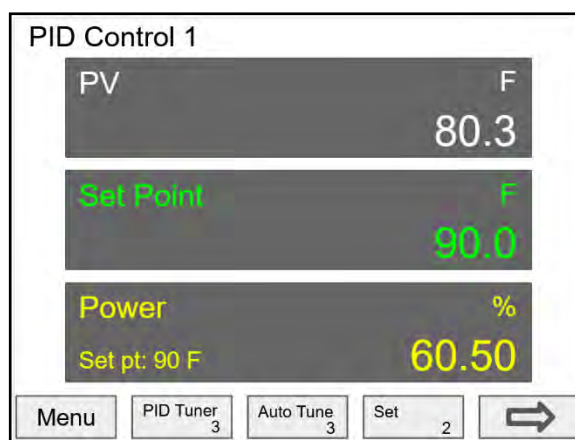 PID Control 1
PV F
80.3
Set Point F
90.0
Power %
Set pt: 90 F 60.50
Menu PID Tuner 3 Auto Tune 3 Set 2